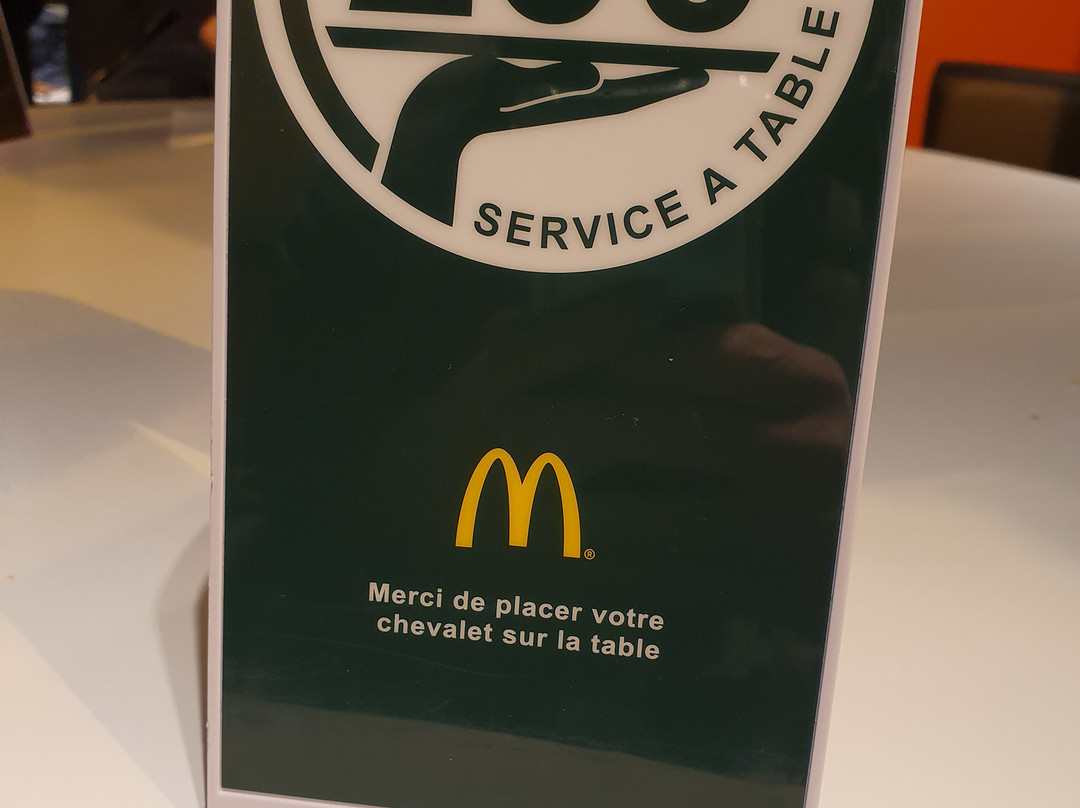 SERVICE A TABLE
M®
Merci de placer votre
chevalet sur la table